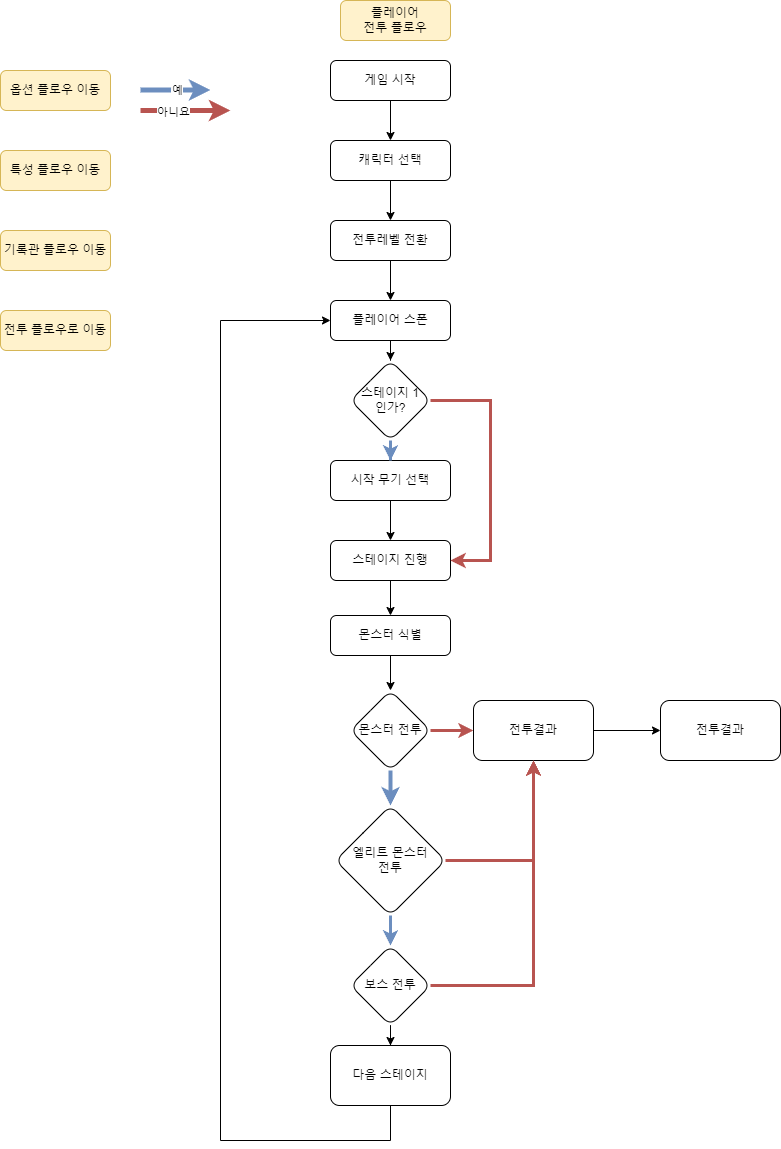 플레이어
전투 플로우
옵션 플로우 이동
예
아니요
게임 시작
특성 플로우 이동
캐릭터 선택
기록관 플로우 이동
전투레벨 전환
전투 플로우로 이동
플레이어 스폰
스테이지 1
인가?
시작 무기 선택
스테이지 진행
몬스터 식별
몬스터 전투
전투결과
전투결과
엘리트 몬스터
전투
보스 전투
다음 스테이지